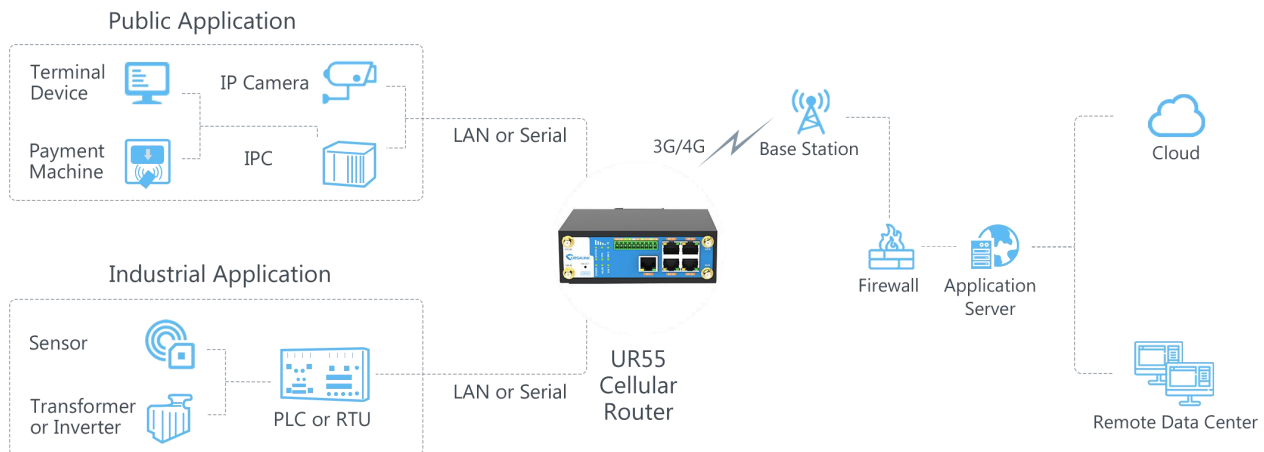 Public Application
Terminal
Device
IP Camera
Payment
Machine
IPC
LAN or Serial
3G/4G
Base Station
Cloud
Industrial Application
Sensor
Transformer
or Inverter
PLC or RTU
LAN or Serial
UR55
Cellular
Router
Firewall
Application
Server
Remote Data Center